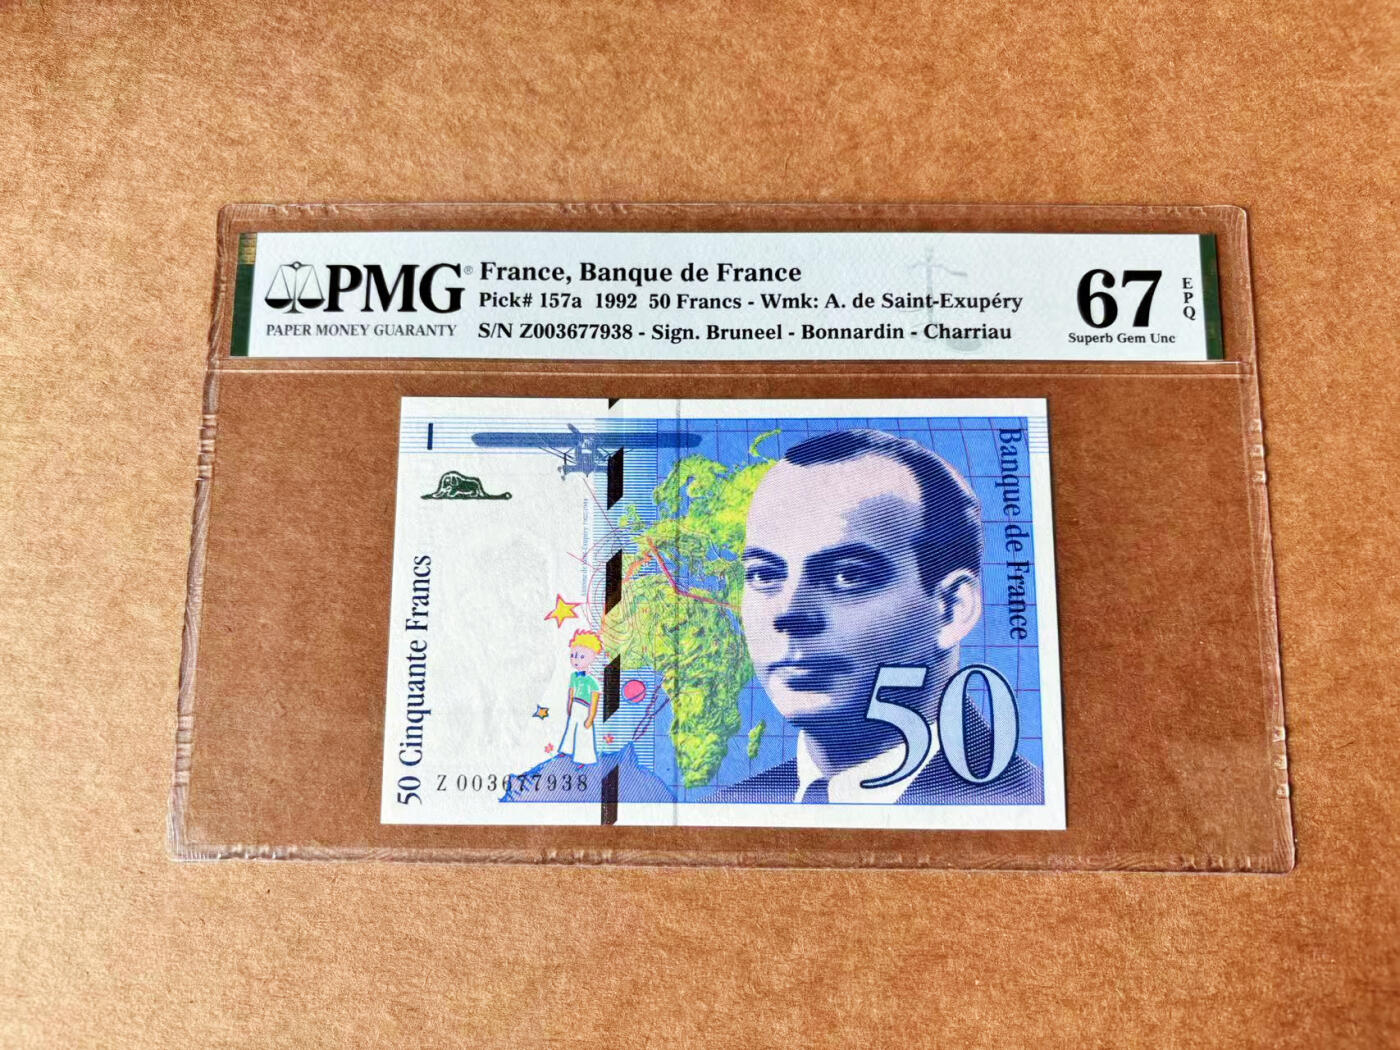 PMG®
PAPER MONEY GUARANTY
France, Banque de France
Pick# 157a 1992 50 Francs - Wmk: A. de Saint-Exupéry
S/N Z003677938 - Sign. Bruneel - Bonnardin - Charriau
67
EPQ
Superb Gem Unc
50 Cinquante Francs
Z 003677938
Banque de France
50